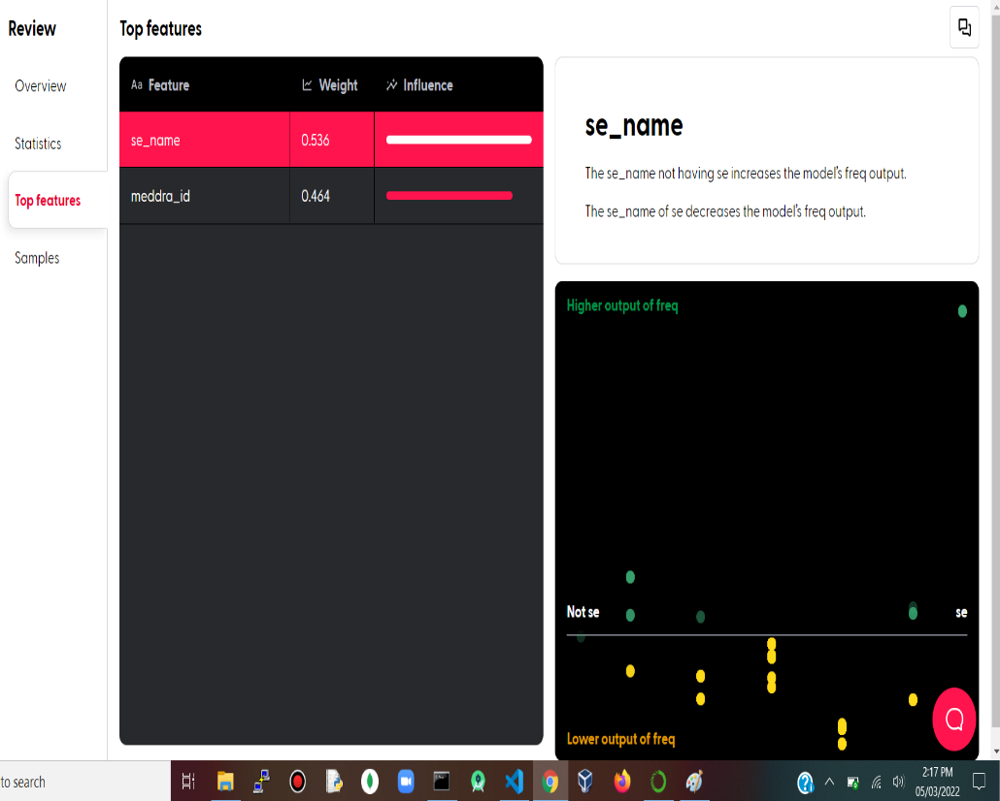 Review
Overview
Statistics
Top features
Samples
Top features
Aa Feature Weight Influence
se_name 0.536
meddra_id 0.464
se_name
The se_name not having se increases the model's freq output.
The se_name of se decreases the model's freq output.
Higher output of freq
Not se se
Lower output of freq
to search
2:17 PM
05/03/2022